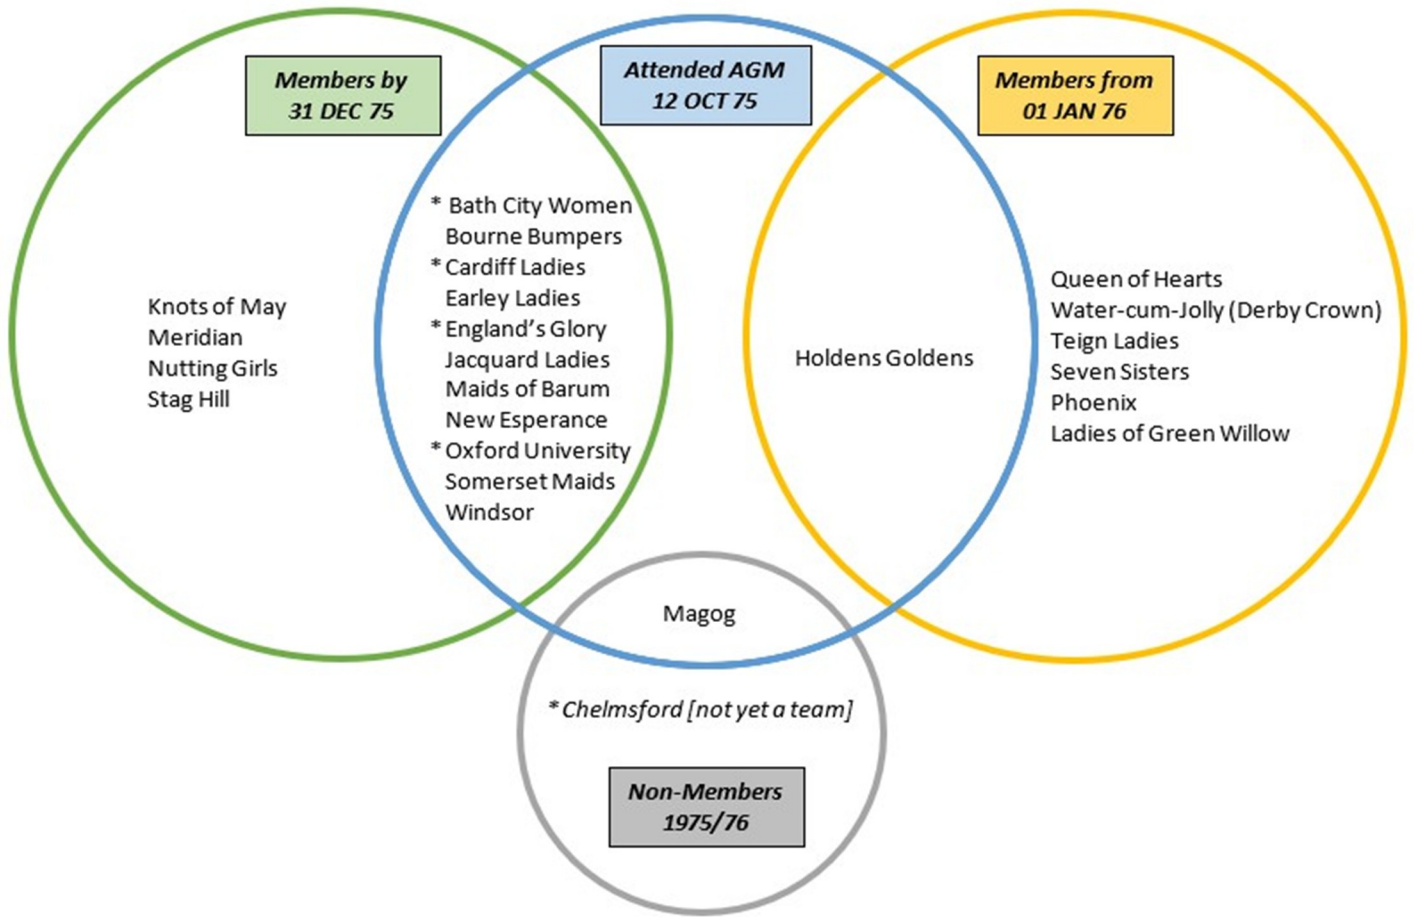 Members by
31 DEC 75
Attended AGM
12 OCT 75
Members from
01 JAN 76
Knots of May
Meridian
Nutting Girls
Stag Hill
* Bath City Women
Bourne Bumpers
* Cardiff Ladies
Earley Ladies
* England's Glory
Jacquard Ladies
Maids of Barum
New Esperance
* Oxford University
Somerset Maids
Windsor
Holdens Goldens
Queen of Hearts
Water-cum-Jolly (Derby Crown)
Teign Ladies
Seven Sisters
Phoenix
Ladies of Green Willow
Magog
* Chelmsford [not yet a team]
Non-Members
1975/76